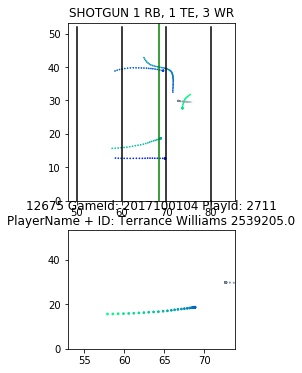 SHOTGUN 1 RB, 1 TE, 3 WR
50
40
30
20
10
0
50 60 70 80
12675 GameId: 2017100104 PlayId: 2711
PlayerName + ID: Terrance Williams 2539205.0
40
20
0
55 60 65 70